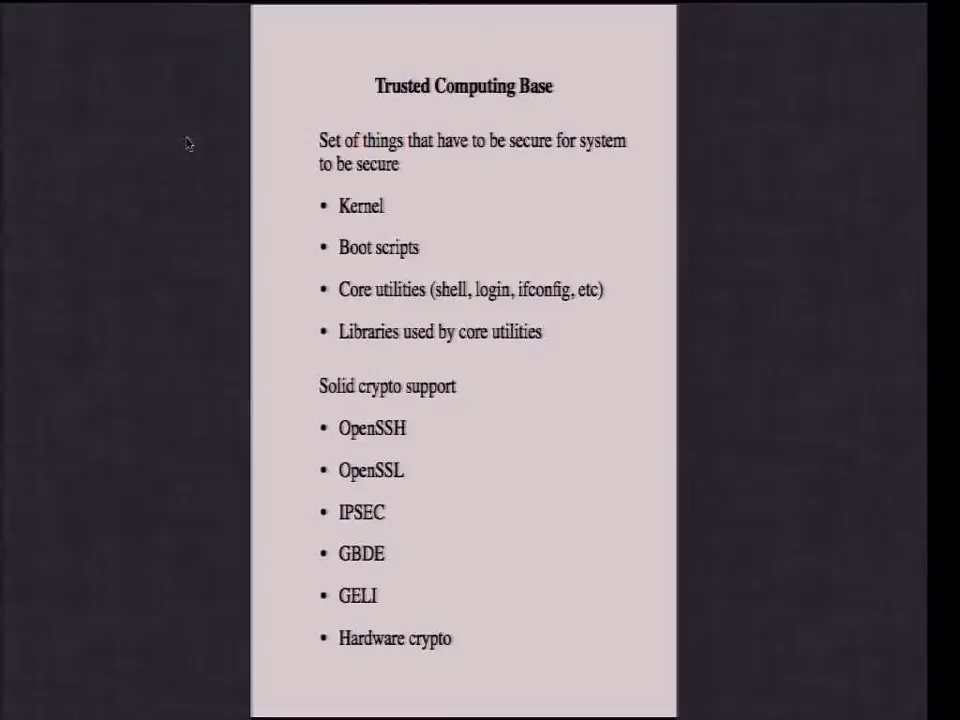 Trusted Computing Base
Set of things that have to be secure for system
to be secure
• Kernel
• Boot scripts
• Core utilities (shell, login, ifconfig, etc)
• Libraries used by core utilities
Solid crypto support
• OpenSSH
• OpenSSL
• IPSEC
• GBDE
• GELI
• Hardware crypto